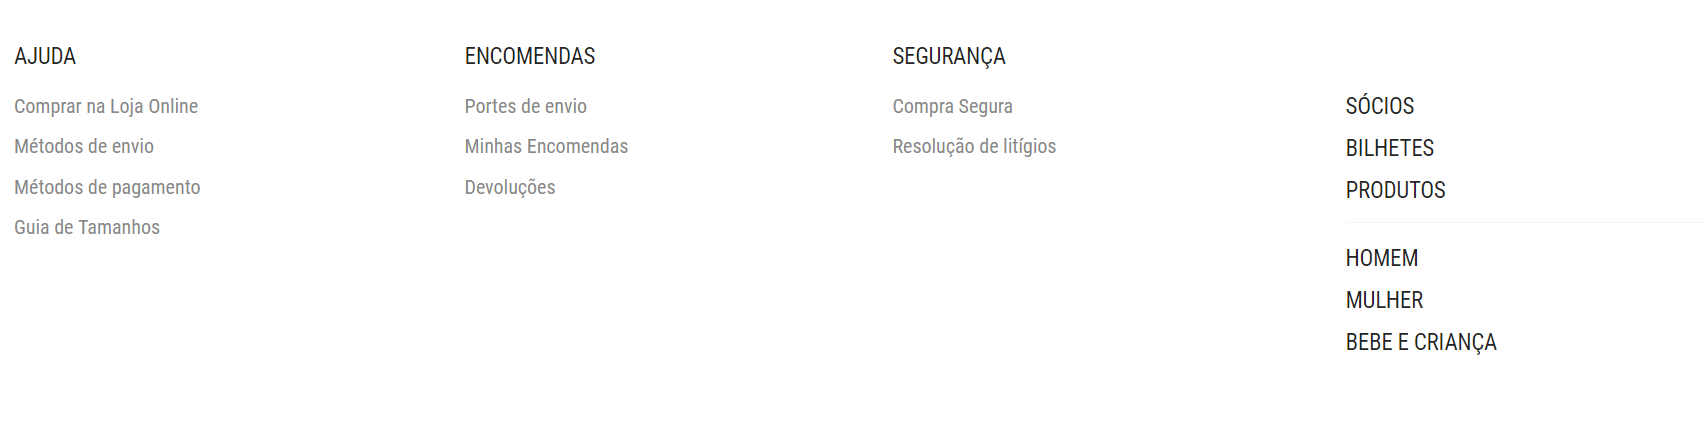 AJUDA
Comprar na Loja Online
Métodos de envio
Métodos de pagamento
Guia de Tamanhos
ENCOMENDAS
Portes de envio
Minhas Encomendas
Devoluções
SEGURANÇA
Compra Segura
Resolução de litígios
SÓCIOS
BILHETES
PRODUTOS
HOMEM
MULHER
BEBE E CRIANÇA